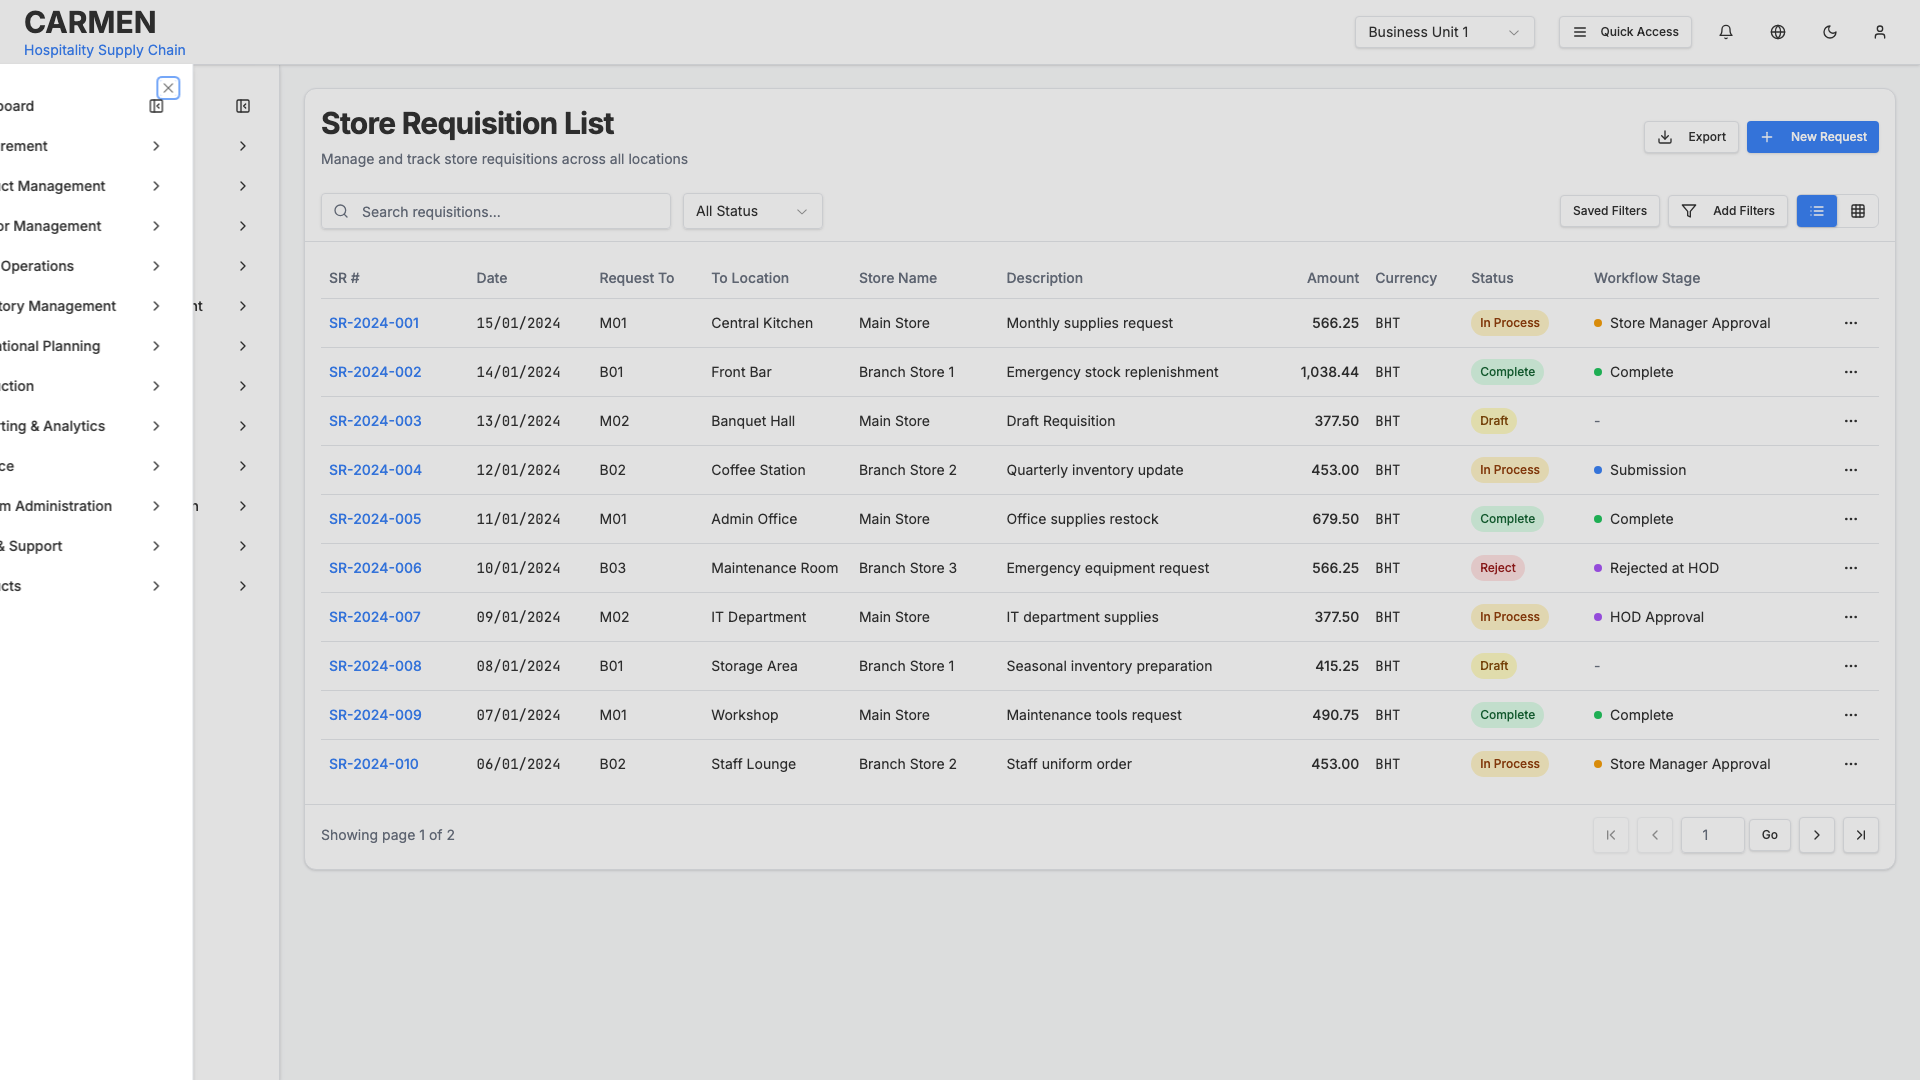 CARMEN
Hospitality Supply Chain
Business Unit 1
Quick Access
board
rement
ct Management
or Management
Operations
tory Management
nt
ational Planning
ction
ting & Analytics
ce
m Administration
n
& Support
cts
Store Requisition List
Manage and track store requisitions across all locations
Export
New Request
Search requisitions...
All Status
Saved Filters
Add Filters
SR # Date Request To To Location Store Name Description Amount Currency Status Workflow Stage
SR-2024-001 15/01/2024 M01 Central Kitchen Main Store Monthly supplies request 566.25 BHT In Process Store Manager Approval
SR-2024-002 14/01/2024 B01 Front Bar Branch Store 1 Emergency stock replenishment 1,038.44 BHT Complete Complete
SR-2024-003 13/01/2024 M02 Banquet Hall Main Store Draft Requisition 377.50 BHT Draft -
SR-2024-004 12/01/2024 B02 Coffee Station Branch Store 2 Quarterly inventory update 453.00 BHT In Process Submission
SR-2024-005 11/01/2024 M01 Admin Office Main Store Office supplies restock 679.50 BHT Complete Complete
SR-2024-006 10/01/2024 B03 Maintenance Room Branch Store 3 Emergency equipment request 566.25 BHT Reject Rejected at HOD
SR-2024-007 09/01/2024 M02 IT Department Main Store IT department supplies 377.50 BHT In Process HOD Approval
SR-2024-008 08/01/2024 B01 Storage Area Branch Store 1 Seasonal inventory preparation 415.25 BHT Draft -
SR-2024-009 07/01/2024 M01 Workshop Main Store Maintenance tools request 490.75 BHT Complete Complete
SR-2024-010 06/01/2024 B02 Staff Lounge Branch Store 2 Staff uniform order 453.00 BHT In Process Store Manager Approval
Showing page 1 of 2
1
Go